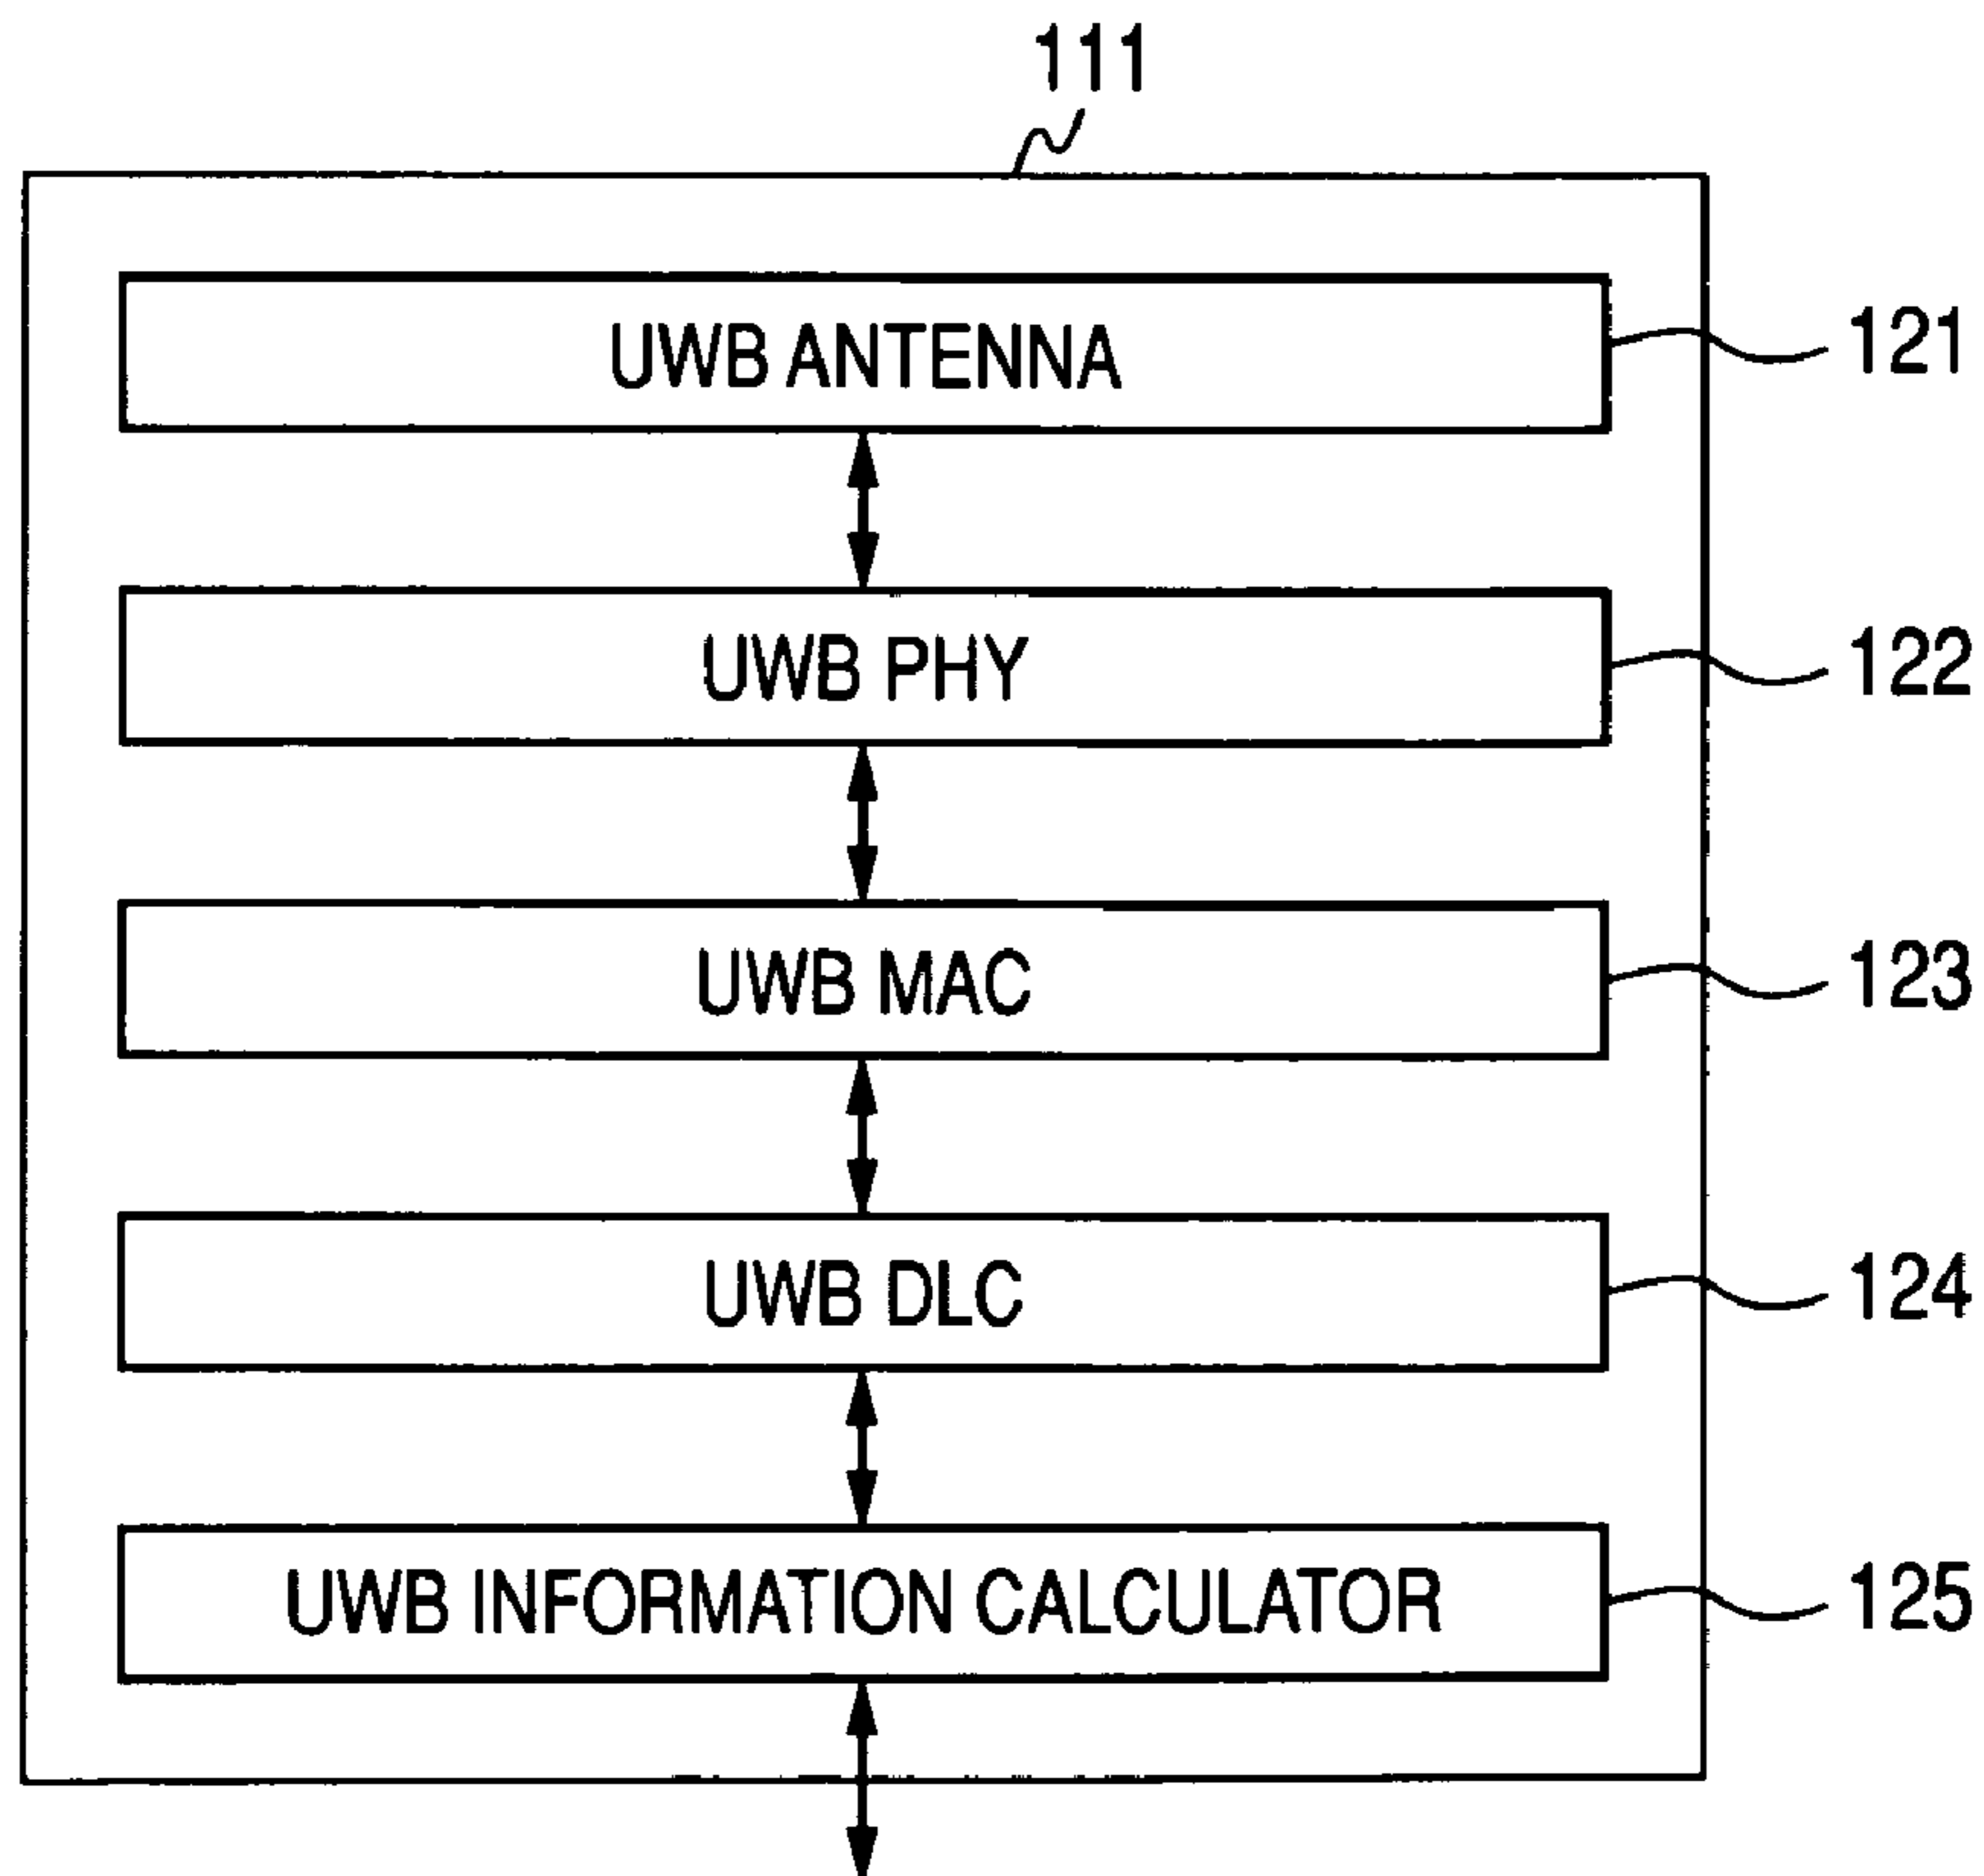 111
UWB ANTENNA
121
UWB PHY
122
UWB MAC
123
UWB DLC
124
UWB INFORMATION CALCULATOR
125